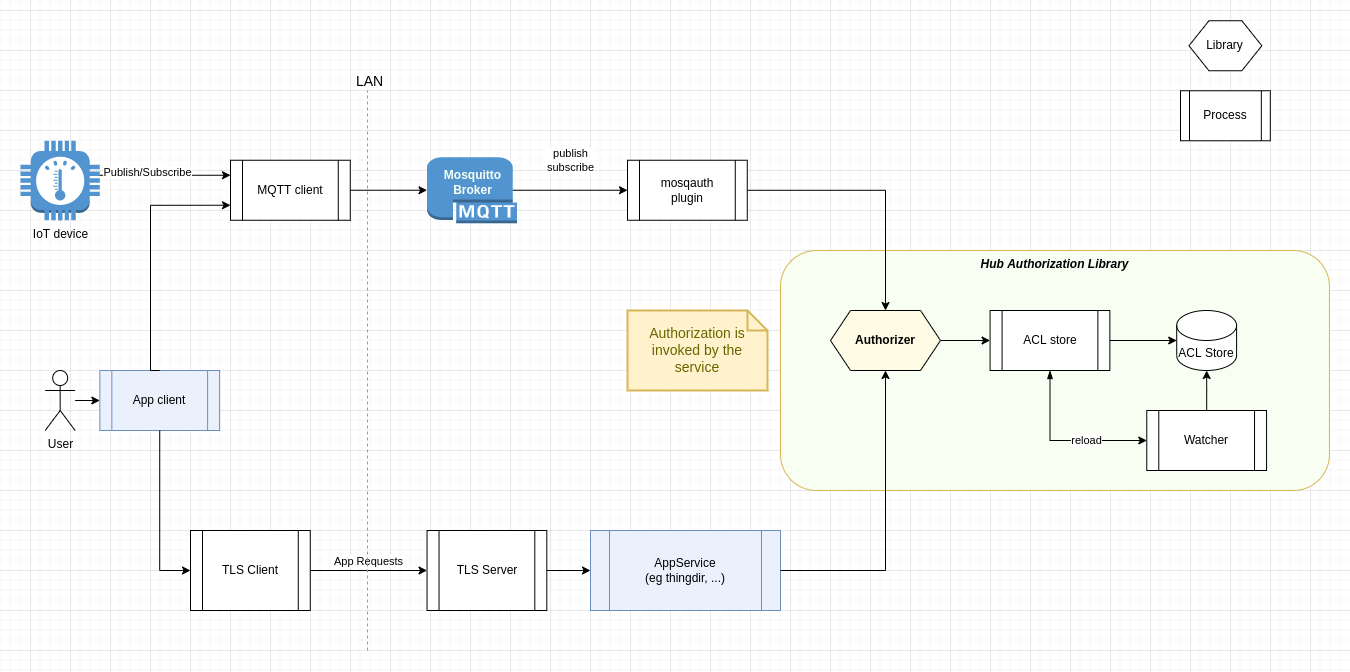 Library
LAN
Process
Publish/Subscribe
MQTT client
Mosquitto
Broker
MQTT
publish
subscribe
mosqauth
plugin
IoT device
Hub Authorization Library
Authorization is
invoked by the
service
Authorizer
ACL store
ACL Store
App client
User
reload
Watcher
TLS Client
App Requests
TLS Server
AppService
(eg thingdir, ...)